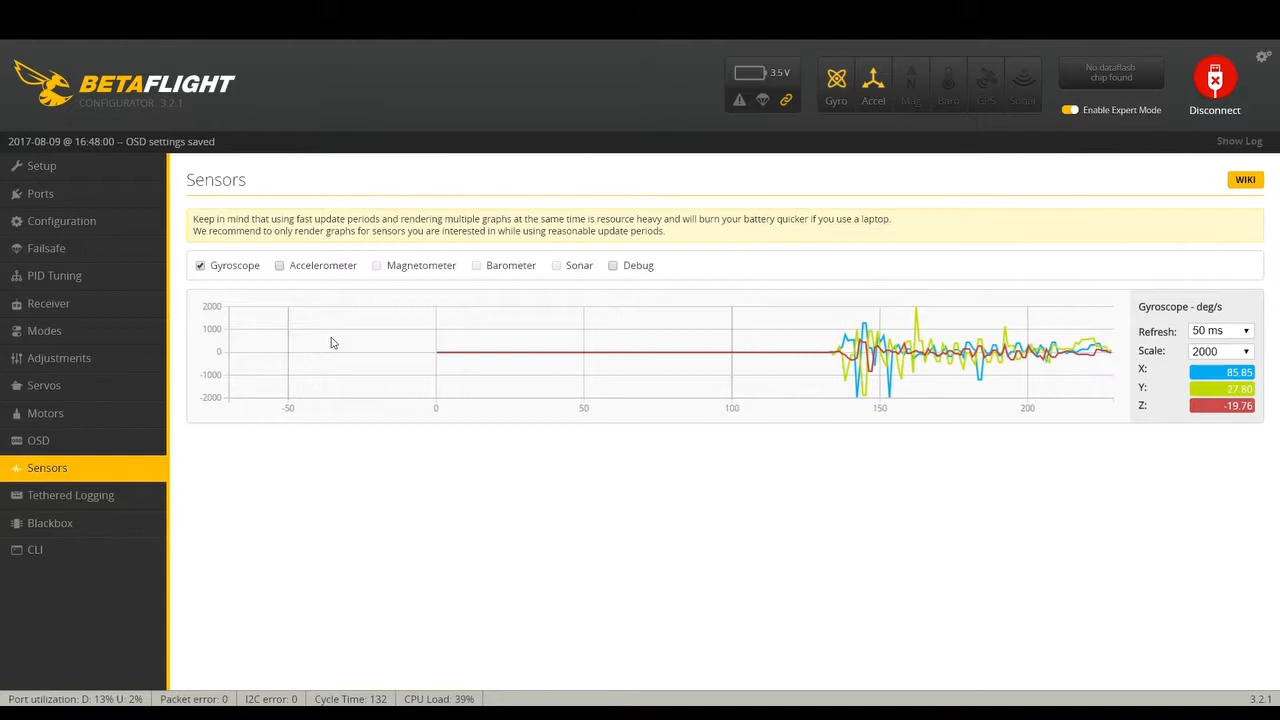 BETAFLIGHT
CONFIGURATOR 3.2.1
3.5 V
Gyro Accel Mag Baro GPS Sonar
No dataflash
chip found
Enable Expert Mode
Disconnect
2017-08-09 @ 16:48:00 -- OSD settings saved
Show Log
Setup
Ports
Configuration
Failsafe
PID Tuning
Receiver
Modes
Adjustments
Servos
Motors
OSD
Sensors
Tethered Logging
Blackbox
CLI
Sensors
WIKI
Keep in mind that using fast update periods and rendering multiple graphs at the same time is resource heavy and will burn your battery quicker if you use a laptop.
We recommend to only render graphs for sensors you are interested in while using reasonable update periods.
Gyroscope Accelerometer Magnetometer Barometer Sonar Debug
2000
1000
0
-1000
-2000
-50 0 50 100 150 200
Gyroscope - deg/s
Refresh: 50 ms
Scale: 2000
X: 85.85
Y: 27.80
Z: -19.76
Port utilization: D: 13% U: 2% Packet error: 0 I2C error: 0 Cycle Time: 132 CPU Load: 39% 3.2.1